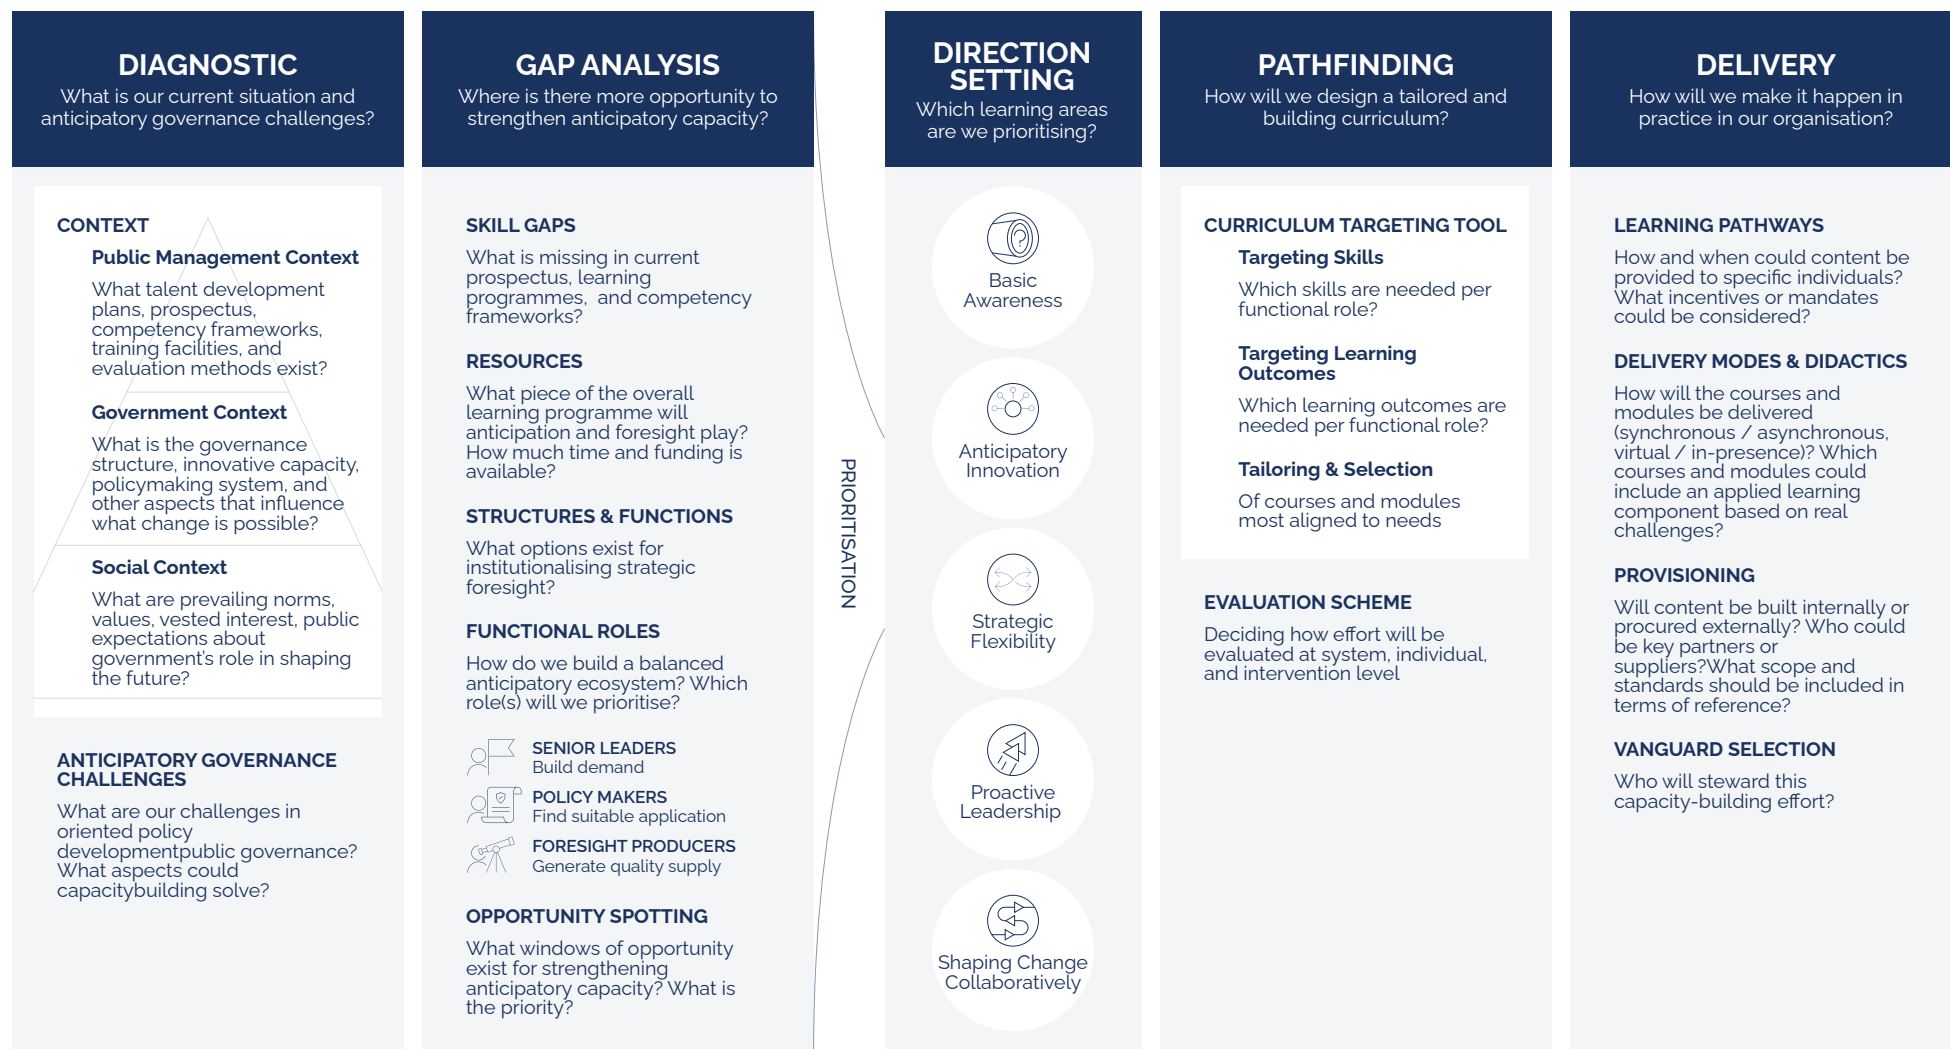 DIAGNOSTIC
What is our current situation and
anticipatory governance challenges?
CONTEXT
Public Management Context
What talent development
plans, prospectus,
competency frameworks,
training facilities, and
evaluation methods exist?
Government Context
What is the governance
structure, innovative capacity,
policymaking system, and
other aspects that influence
what change is possible?
Social Context
What are prevailing norms,
values, vested interest, public
expectations about
government's role in shaping
the future?
ANTICIPATORY GOVERNANCE
CHALLENGES
What are our challenges in
oriented policy
developmentpublic governance?
What aspects could
capacitybuilding solve?
GAP ANALYSIS
Where is there more opportunity to
strengthen anticipatory capacity?
SKILL GAPS
What is missing in current
prospectus, learning
programmes,  and competency
frameworks?
RESOURCES
What piece of the overall
learning programme will
anticipation and foresight play?
How much time and funding is
available?
STRUCTURES & FUNCTIONS
What options exist for
institutionalising strategic
foresight?
FUNCTIONAL ROLES
How do we build a balanced
anticipatory ecosystem? Which
role(s) will we prioritise?
SENIOR LEADERS
Build demand
POLICY MAKERS
Find suitable application
FORESIGHT PRODUCERS
Generate quality supply
OPPORTUNITY SPOTTING
What windows of opportunity
exist for strengthening
anticipatory capacity? What is
the priority?
PRIORITISATION
DIRECTION
SETTING
Which learning areas
are we prioritising?
?
Basic
Awareness
Anticipatory
Innovation
Strategic
Flexibility
Proactive
Leadership
Shaping Change
Collaboratively
PATHFINDING
How will we design a tailored and
building curriculum?
CURRICULUM TARGETING TOOL
Targeting Skills
Which skills are needed per
functional role?
Targeting Learning
Outcomes
Which learning outcomes are
needed per functional role?
Tailoring & Selection
Of courses and modules
most aligned to needs
EVALUATION SCHEME
Deciding how effort will be
evaluated at system, individual,
and intervention level
DELIVERY
How will we make it happen in
practice in our organisation?
LEARNING PATHWAYS
How and when could content be
provided to specific individuals?
What incentives or mandates
could be considered?
DELIVERY MODES & DIDACTICS
How will the courses and
modules be delivered
(synchronous / asynchronous,
virtual / in-presence)? Which
courses and modules could
include an applied learning
component based on real
challenges?
PROVISIONING
Will content be built internally or
procured externally? Who could
be key partners or
suppliers?What scope and
standards should be included in
terms of reference?
VANGUARD SELECTION
Who will steward this
capacity-building effort?